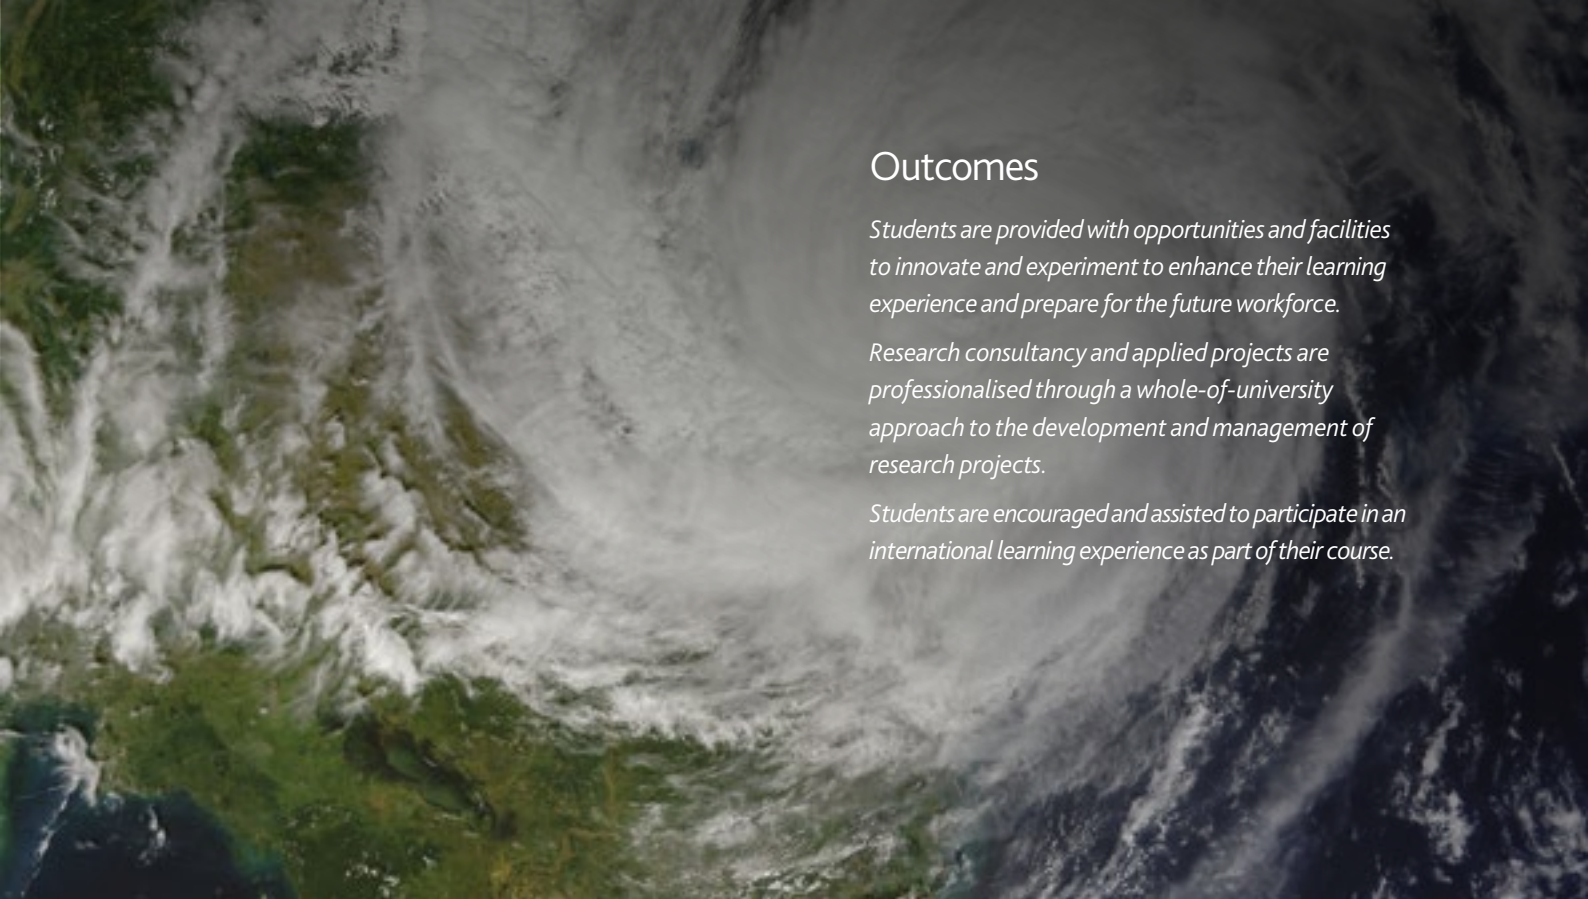 Outcomes
Students are provided with opportunities and facilities
to innovate and experiment to enhance their learning
experience and prepare for the future workforce.
Research consultancy and applied projects are
professionalised through a whole-of-university
approach to the development and management of
research projects.
Students are encouraged and assisted to participate in an
international learning experience as part of their course.